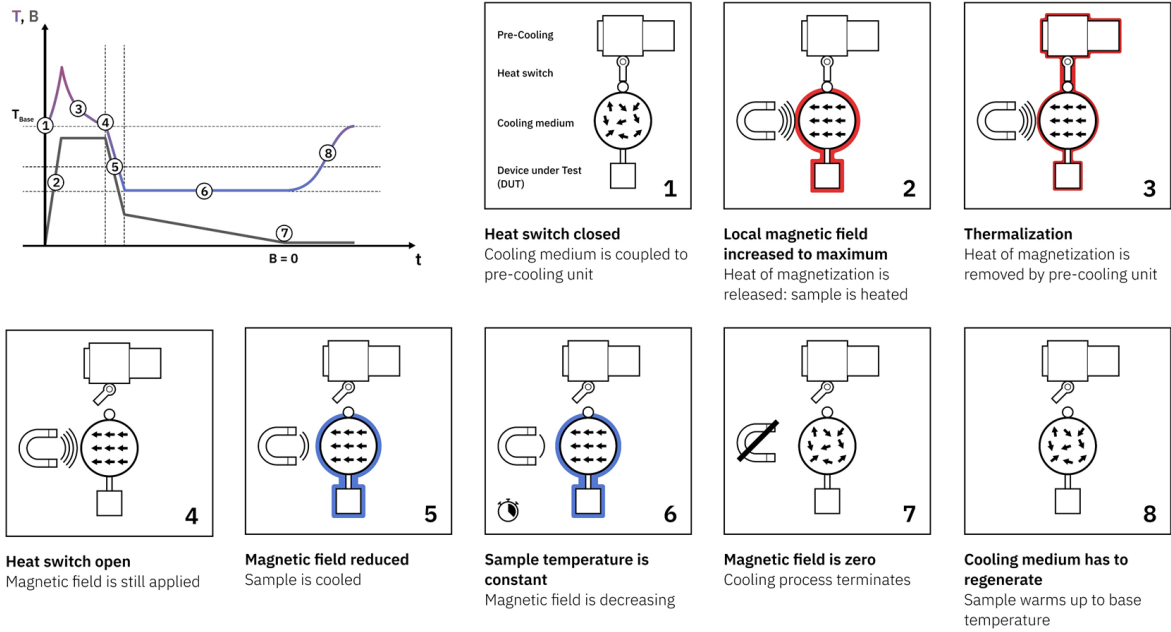 T, B
T Base
1
2
3
4
5
6
7
8
B = 0
t
Pre-Cooling
Heat switch
Cooling medium
Device under Test
(DUT)
1
Heat switch closed
Cooling medium is coupled to
pre-cooling unit
2
Local magnetic field
increased to maximum
Heat of magnetization is
released: sample is heated
3
Thermalization
Heat of magnetization is
removed by pre-cooling unit
4
Heat switch open
Magnetic field is still applied
5
Magnetic field reduced
Sample is cooled
6
Sample temperature is
constant
Magnetic field is decreasing
7
Magnetic field is zero
Cooling process terminates
8
Cooling medium has to
regenerate
Sample warms up to base
temperature